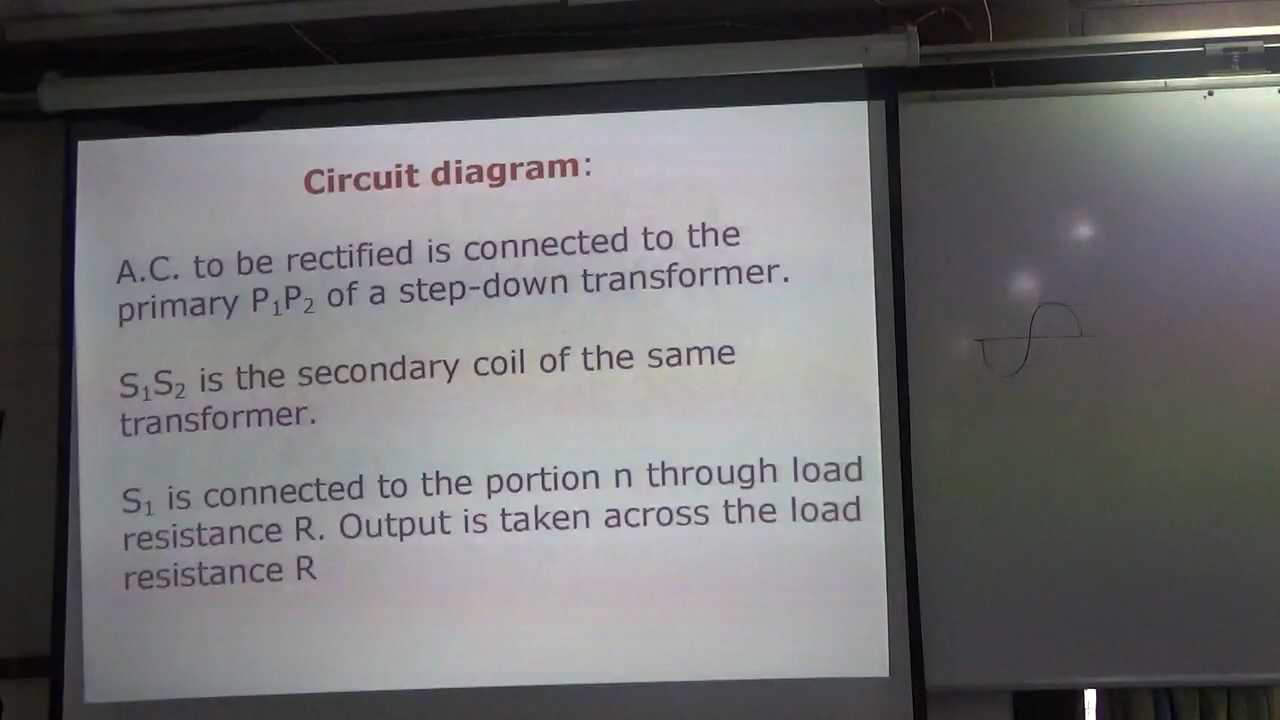 Circuit diagram:
A.C. to be rectified is connected to the
primary P₁P₂ of a step-down transformer.
S₁S₂ is the secondary coil of the same
transformer.
S₁ is connected to the portion n through load
resistance R. Output is taken across the load
resistance R